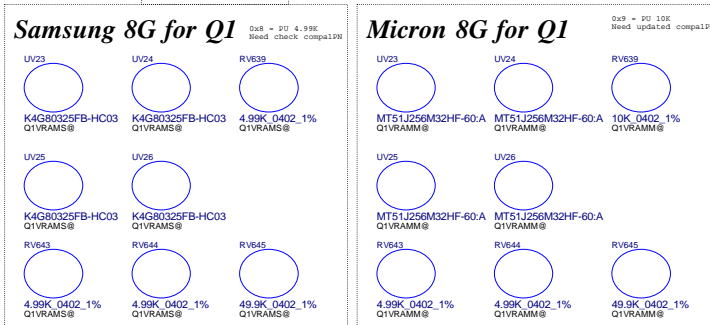 Samsung 8G for Q1
0x8 = PU 4.99K
Need check compalPN
UV23
UV24
RV639
K4G80325FB-HC03
K4G80325FB-HC03
4.99K_0402_1%
Q1VRAMS@
Q1VRAMS@
Q1VRAMS@
UV25
UV26
K4G80325FB-HC03
K4G80325FB-HC03
Q1VRAMS@
Q1VRAMS@
RV643
RV644
RV645
4.99K_0402_1%
4.99K_0402_1%
49.9K_0402_1%
Q1VRAMS@
Q1VRAMS@
Q1VRAMS@
Micron 8G for Q1
0x9 = PU 10K
Need updated compalP
UV23
UV24
RV639
MT51J256M32HF-60:A
MT51J256M32HF-60:A
10K_0402_1%
Q1VRAMM@
Q1VRAMM@
Q1VRAMM@
UV25
UV26
MT51J256M32HF-60:A
MT51J256M32HF-60:A
Q1VRAMM@
Q1VRAMM@
RV643
RV644
RV645
4.99K_0402_1%
4.99K_0402_1%
49.9K_0402_1%
Q1VRAMM@
Q1VRAMM@
Q1VRAMM@